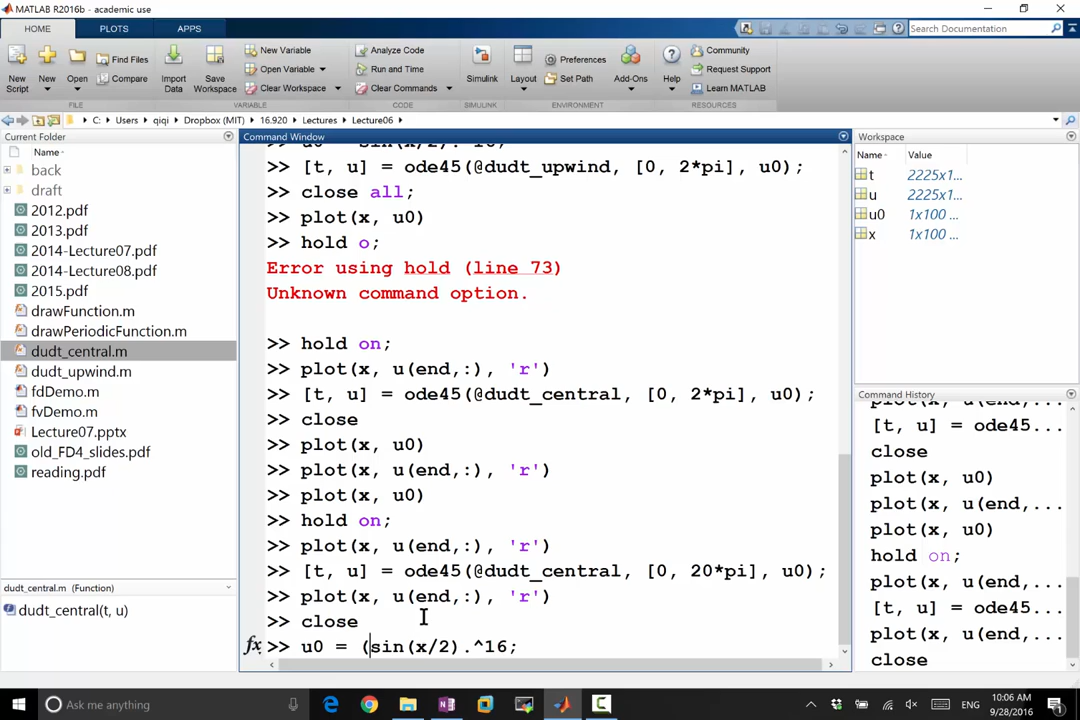 MATLAB R2016b - academic use
HOME PLOTS APPS
Search Documentation
New Script
New
Open
Find Files
Compare
Import Data
Save Workspace
New Variable
Open Variable
Clear Workspace
Analyze Code
Run and Time
Clear Commands
Simulink
Layout
Preferences
Set Path
Add-Ons
Help
Community
Request Support
Learn MATLAB
FILE VARIABLE CODE SIMULINK ENVIRONMENT RESOURCES
C: Users qiqi Dropbox (MIT) 16.920 Lectures Lecture06
Current Folder
Name
back
draft
2012.pdf
2013.pdf
2014-Lecture07.pdf
2014-Lecture08.pdf
2015.pdf
drawFunction.m
drawPeriodicFunction.m
dudt_central.m
dudt_upwind.m
fdDemo.m
fvDemo.m
Lecture07.pptx
old_FD4_slides.pdf
reading.pdf
dudt_central.m (Function)
dudt_central(t, u)
Command Window
>> u0 = sin(x/2).^16;
>> [t, u] = ode45(@dudt_upwind, [0, 2*pi], u0);
>> close all;
>> plot(x, u0)
>> hold o;
Error using hold (line 73)
Unknown command option.
>> hold on;
>> plot(x, u(end,:), 'r')
>> [t, u] = ode45(@dudt_central, [0, 2*pi], u0);
>> close
>> plot(x, u0)
>> plot(x, u(end,:), 'r')
>> plot(x, u0)
>> hold on;
>> plot(x, u(end,:), 'r')
>> [t, u] = ode45(@dudt_central, [0, 20*pi], u0);
>> plot(x, u(end,:), 'r')
>> close
fx >> u0 = (sin(x/2).^16;
Workspace
Name Value
t 2225x1...
u 2225x1...
u0 1x100 ...
x 1x100 ...
Command History
plot(x, u(end,...
[t, u] = ode45...
close
plot(x, u0)
plot(x, u(end,...
plot(x, u0)
hold on;
plot(x, u(end,...
[t, u] = ode45...
plot(x, u(end,...
close
Ask me anything
ENG
10:06 AM
9/28/2016